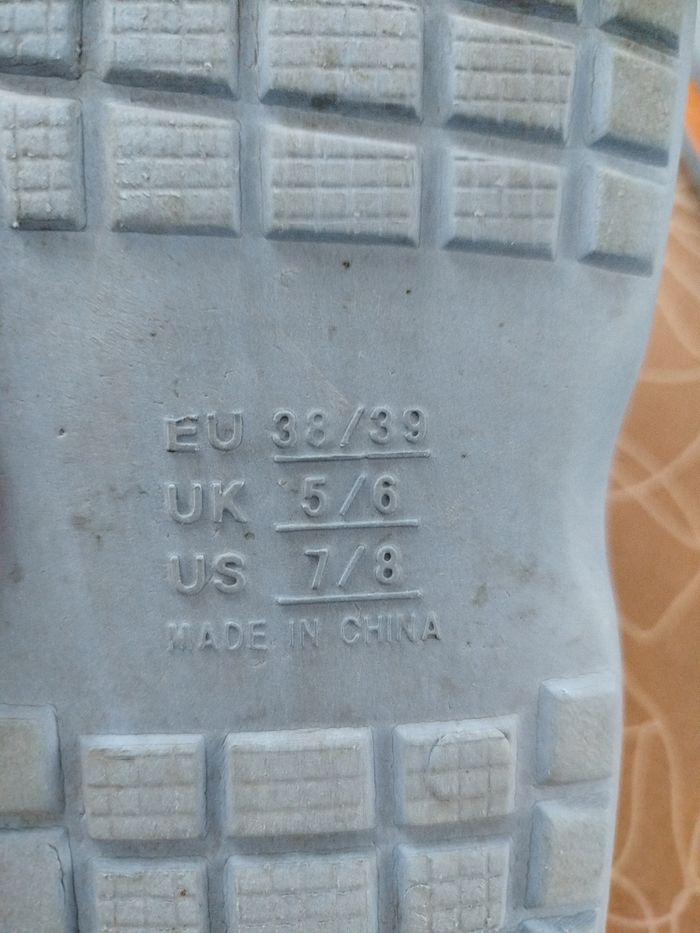 EU 38/39
UK 5/6
US 7/8
MADE IN CHINA